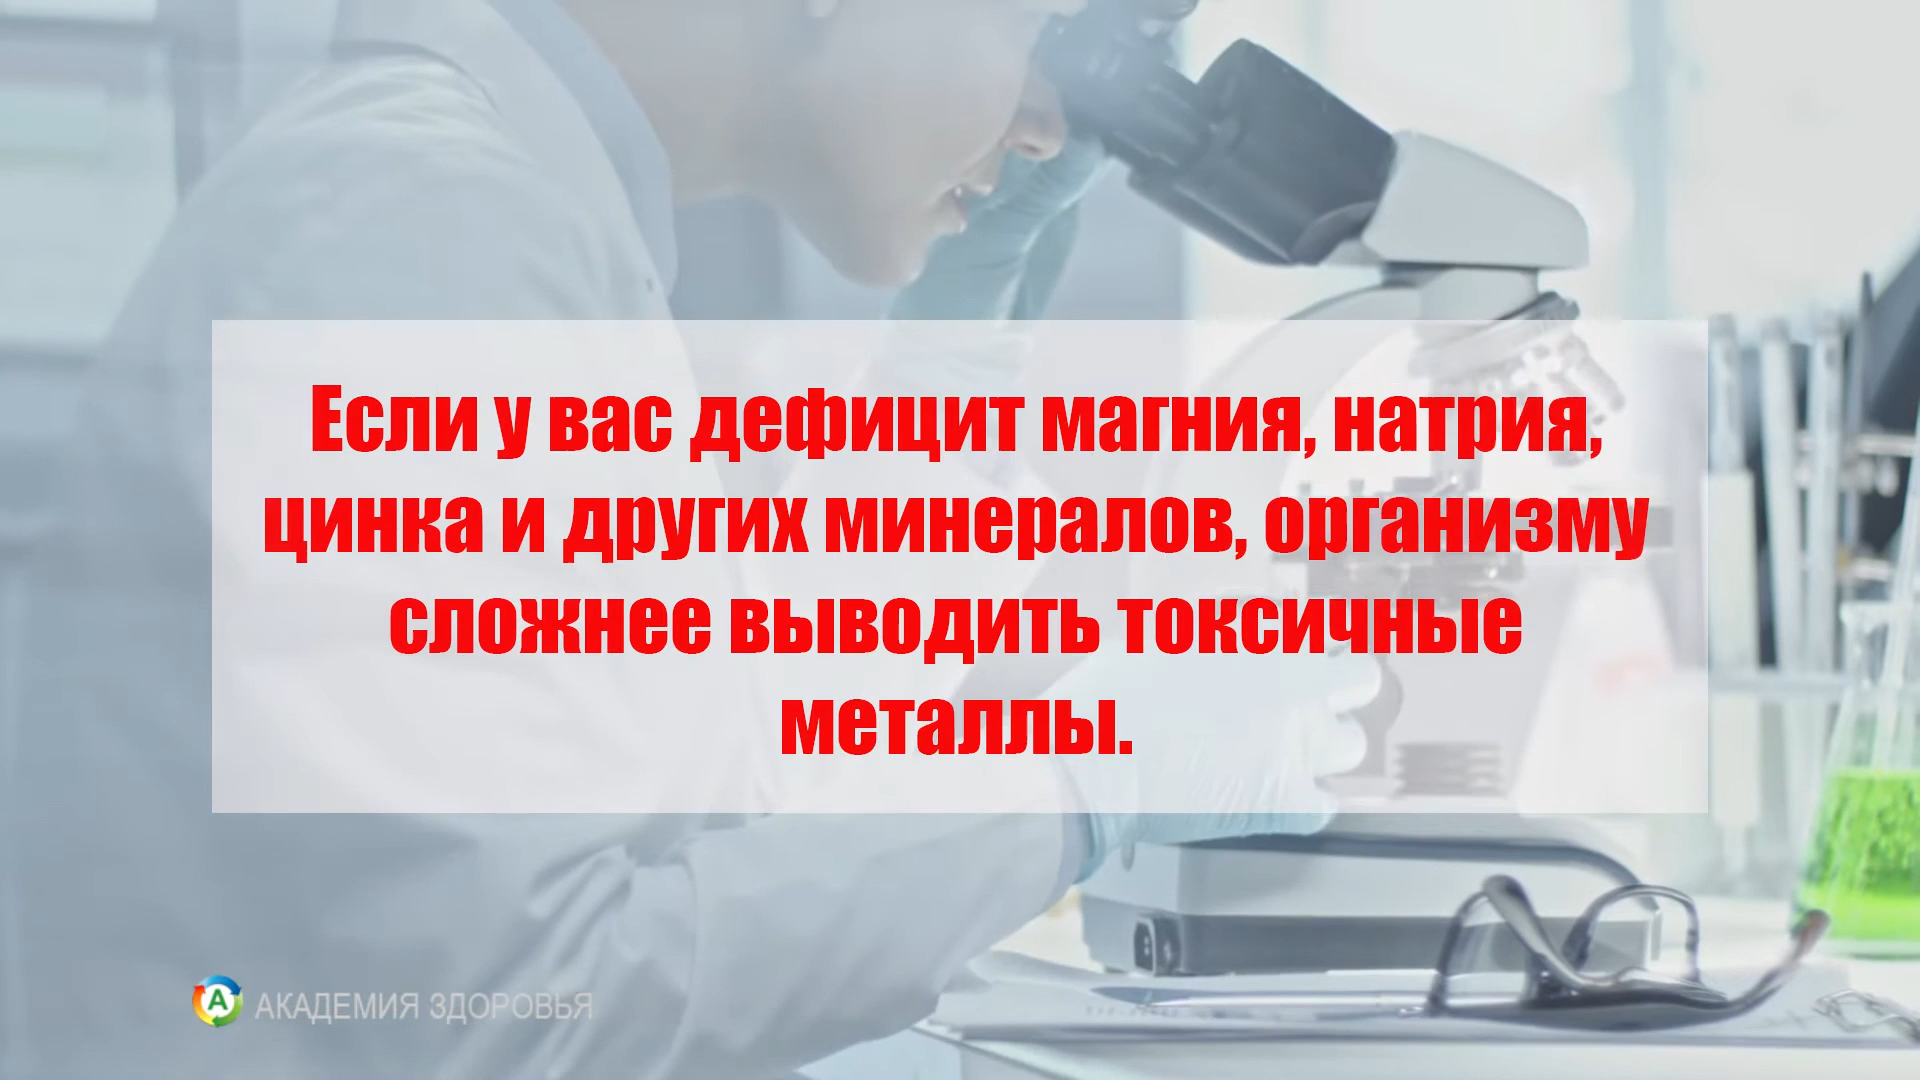 Если у вас дефицит магния, натрия,
цинка и других минералов, организму
сложнее выводить токсичные
металлы.
А АКАДЕМИЯ ЗДОРОВЬЯ